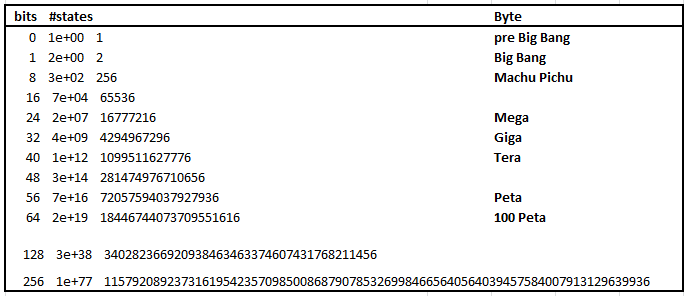 bits #states Byte
0 1e+00 1 pre Big Bang
1 2e+00 2 Big Bang
8 3e+02 256 Machu Pichu
16 7e+04 65536
24 2e+07 16777216 Mega
32 4e+09 4294967296 Giga
40 1e+12 1099511627776 Tera
48 3e+14 281474976710656
56 7e+16 72057594037927936 Peta
64 2e+19 18446744073709551616 100 Peta
128 3e+38 340282366920938463463374607431768211456
256 1e+77 115792089237316195423570985008687907853269984665640564039457584007913129639936